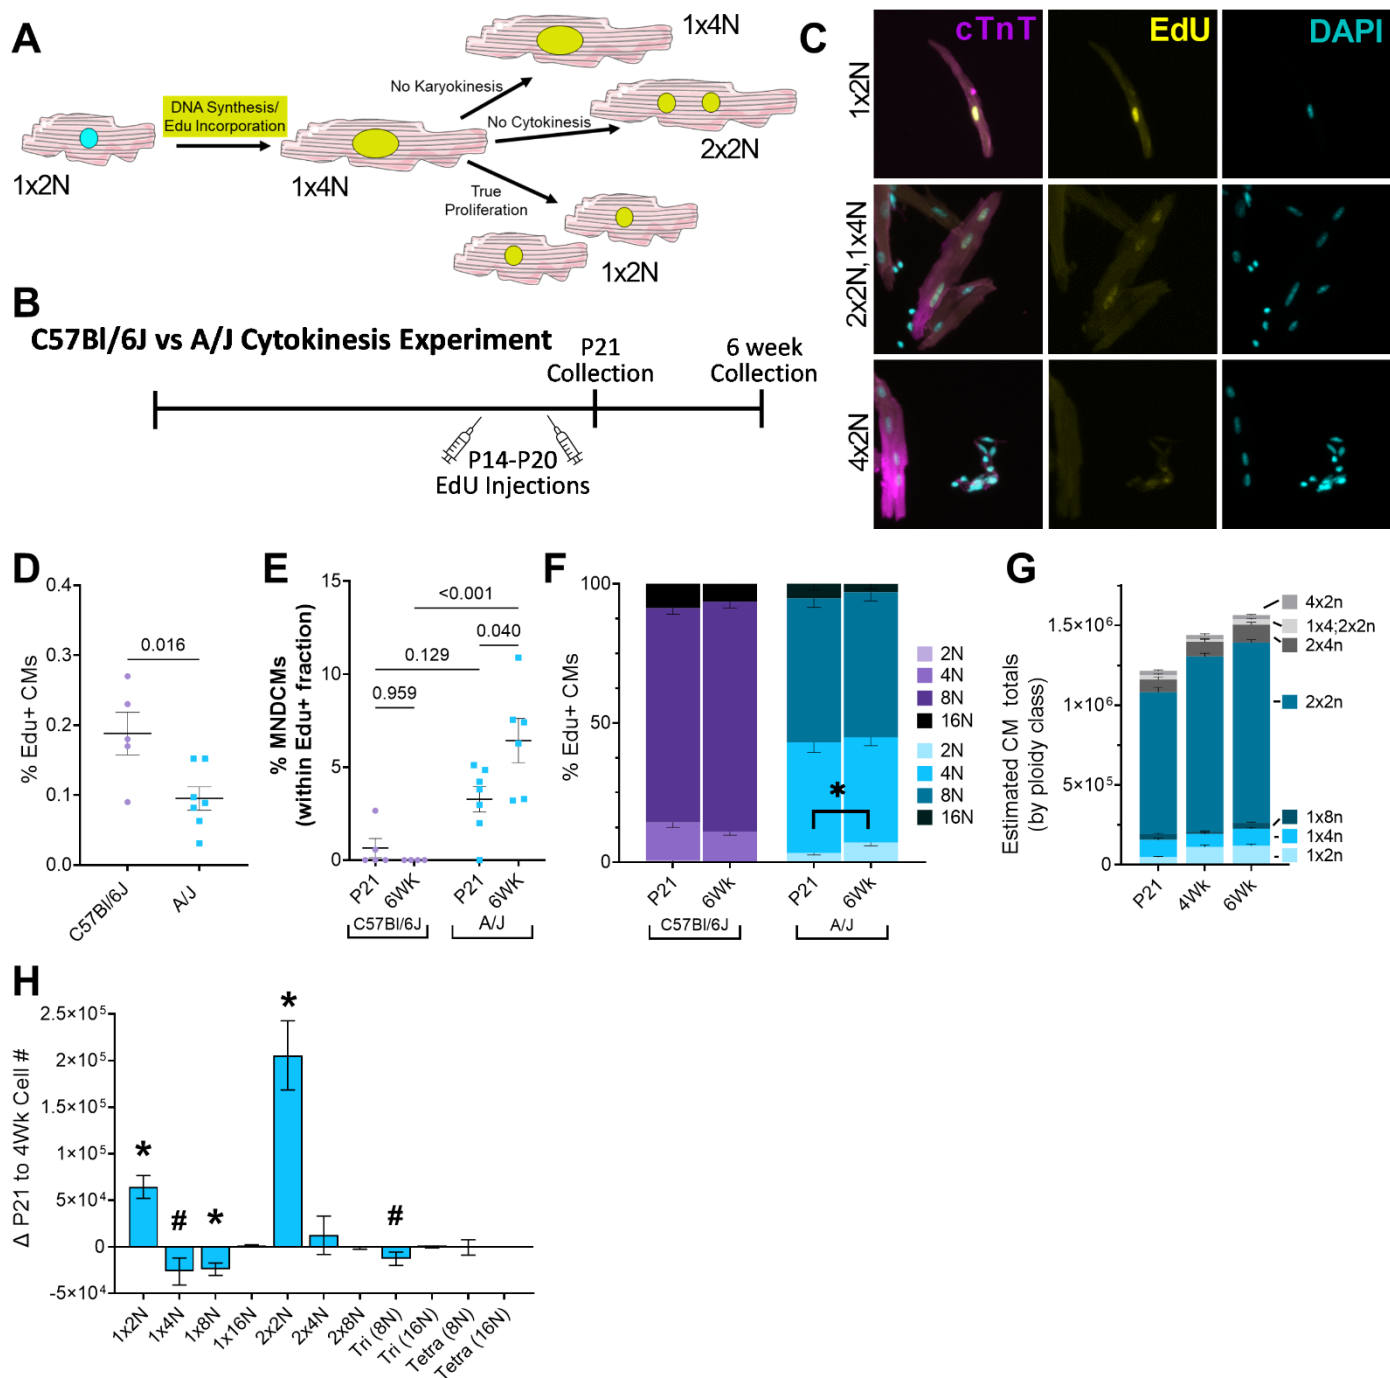 A
1x2N
DNA Synthesis/
Edu Incorporation
1x4N
No Karyokinesis
1x4N
No Cytokinesis
2x2N
True
Proliferation
1x2N
B
C57Bl/6J vs A/J Cytokinesis Experiment
P21
Collection
6 week
Collection
P14-P20
EdU Injections
C
cTnT
EdU
DAPI
1x2N
2x2N,1x4N
4x2N
D
% Edu+ CMs
0.4
0.3
0.2
0.1
0.0
0.016
C57Bl/6J
A/J
E
% MNDCMs
(within Edu+ fraction)
15
10
5
0
<0.001
0.040
0.129
0.959
P21
6WK
P21
6WK
C57Bl/6J
A/J
F
% Edu+ CMs
100
50
0
*
P21
6Wk
P21
6Wk
C57Bl/6J
A/J
2N
4N
8N
16N
2N
4N
8N
16N
G
Estimated CM totals
(by ploidy class)
1.5×10⁶
1×10⁶
5×10⁵
0
P21
4Wk
6Wk
4x2n
1x4;2x2n
2x4n
2x2n
1x8n
1x4n
1x2n
H
Δ P21 to 4Wk Cell #
2.5×10⁵
2×10⁵
1.5×10⁵
1×10⁵
5×10⁴
0
-5×10⁴
*
#
*
*
#
1x2N
1x4N
1x8N
1x16N
2x2N
2x4N
2x8N
Tri (8N)
Tri (16N)
Tetra (8N)
Tetra (16N)